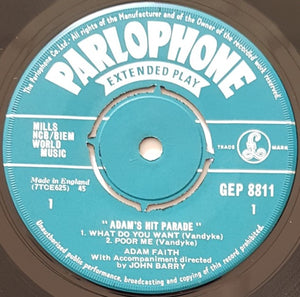 All Rights of the Manufacturer and of the Owner of the Recorded Work Reserved
The Parlophone Co. Ltd.
PARLOPHONE
EXTENDED PLAY
MILLS
NCB/BIEM
WORLD
MUSIC
TRADE MARK
Made in England
(7TCE625) 45
GEP 8811
1
1
"ADAM'S HIT PARADE"
1. WHAT DO YOU WANT (Vandyke)
2. POOR ME (Vandyke)
ADAM FAITH
With Accompaniment directed
by JOHN BARRY
Unauthorised public performance, broadcasting and copying of this record prohibited